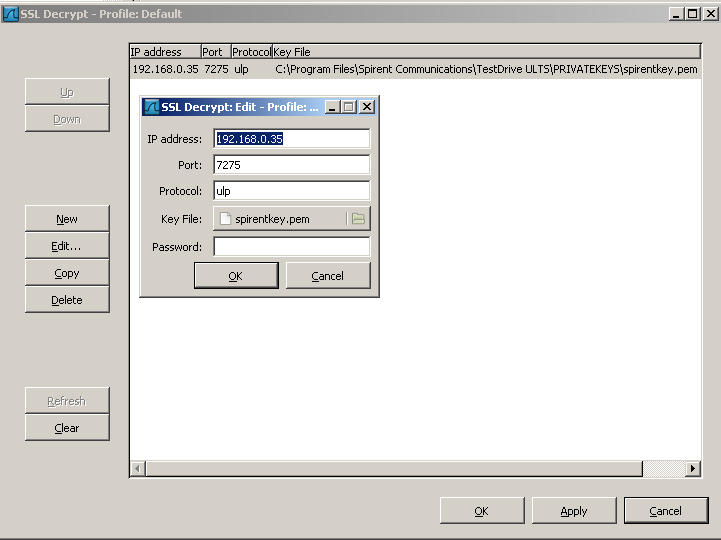 SSL Decrypt - Profile: Default
IP address Port Protocol Key File
192.168.0.35 7275 ulp C:\Program Files\Spirent Communications\TestDrive ULTS\PRIVATEKEYS\spirentkey.pem
Up
Down
SSL Decrypt: Edit - Profile: ...
IP address: 192.168.0.35
Port: 7275
Protocol: ulp
Key File: spirentkey.pem
Password:
OK Cancel
New
Edit...
Copy
Delete
Refresh
Clear
OK Apply Cancel